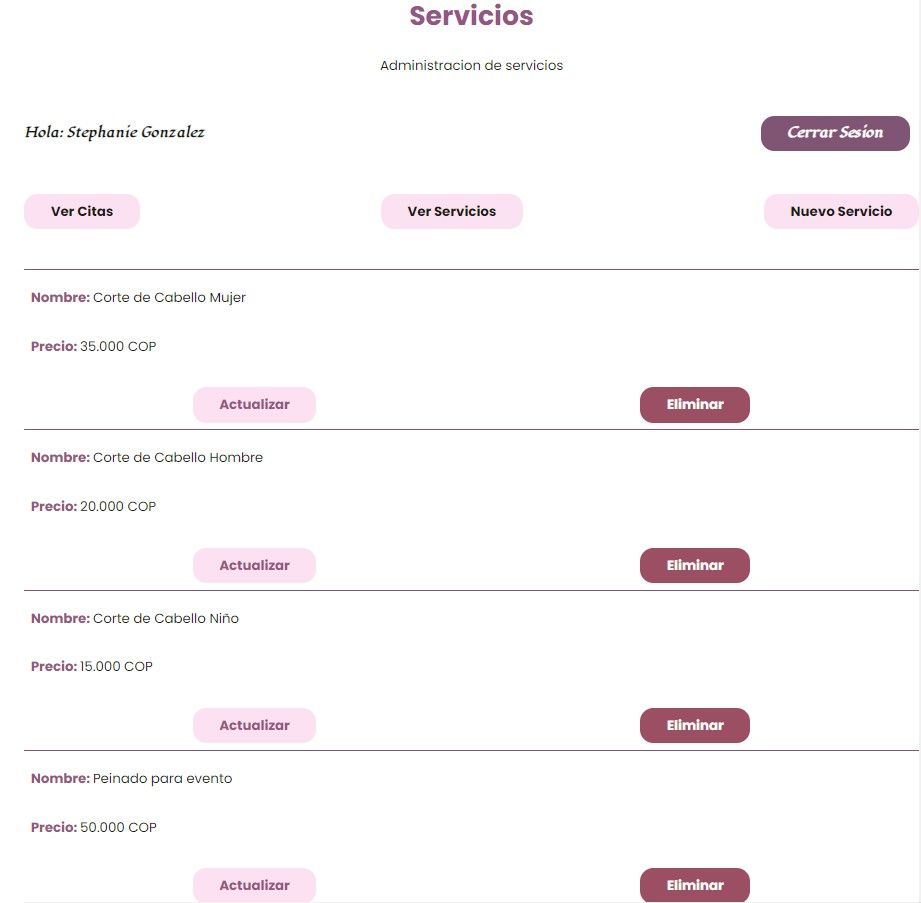 Servicios
Administracion de servicios
Hola: Stephanie Gonzalez
Cerrar Sesion
Ver Citas
Ver Servicios
Nuevo Servicio
Nombre: Corte de Cabello Mujer
Precio: 35.000 COP
Actualizar
Eliminar
Nombre: Corte de Cabello Hombre
Precio: 20.000 COP
Actualizar
Eliminar
Nombre: Corte de Cabello Niño
Precio: 15.000 COP
Actualizar
Eliminar
Nombre: Peinado para evento
Precio: 50.000 COP
Actualizar
Eliminar